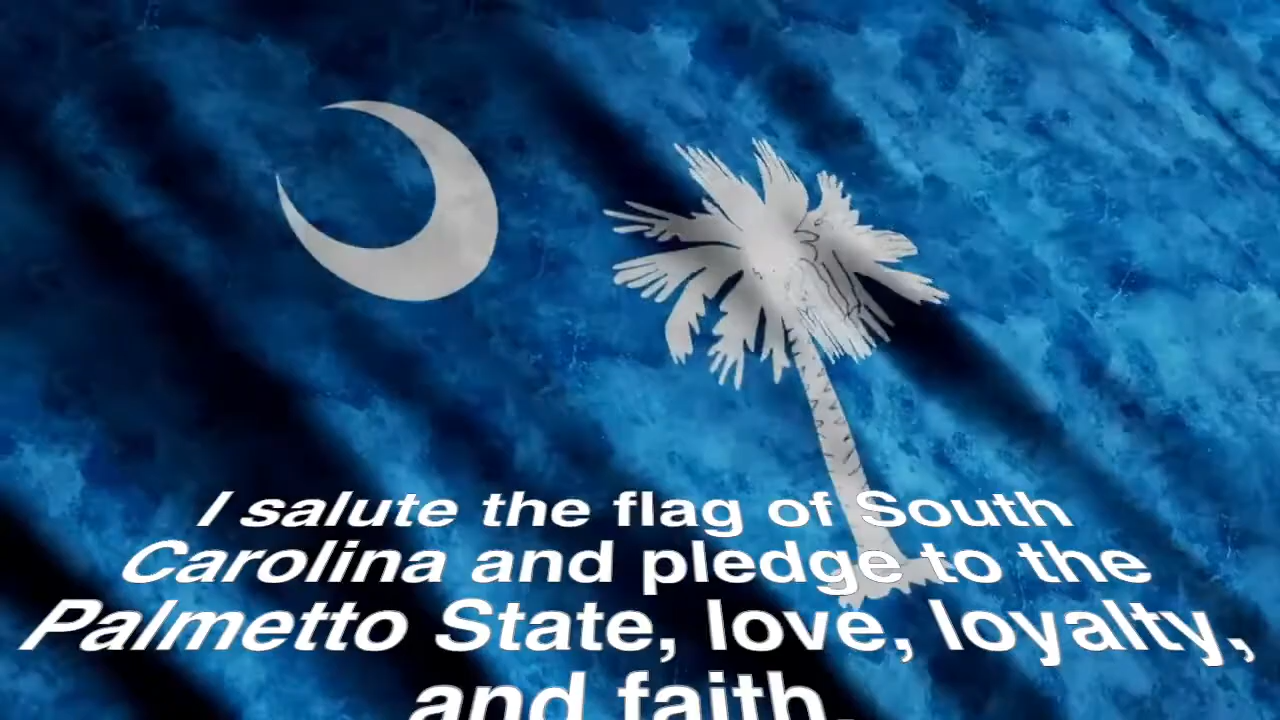 I salute the flag of South
Carolina and pledge to the
Palmetto State, love, loyalty,
and faith.